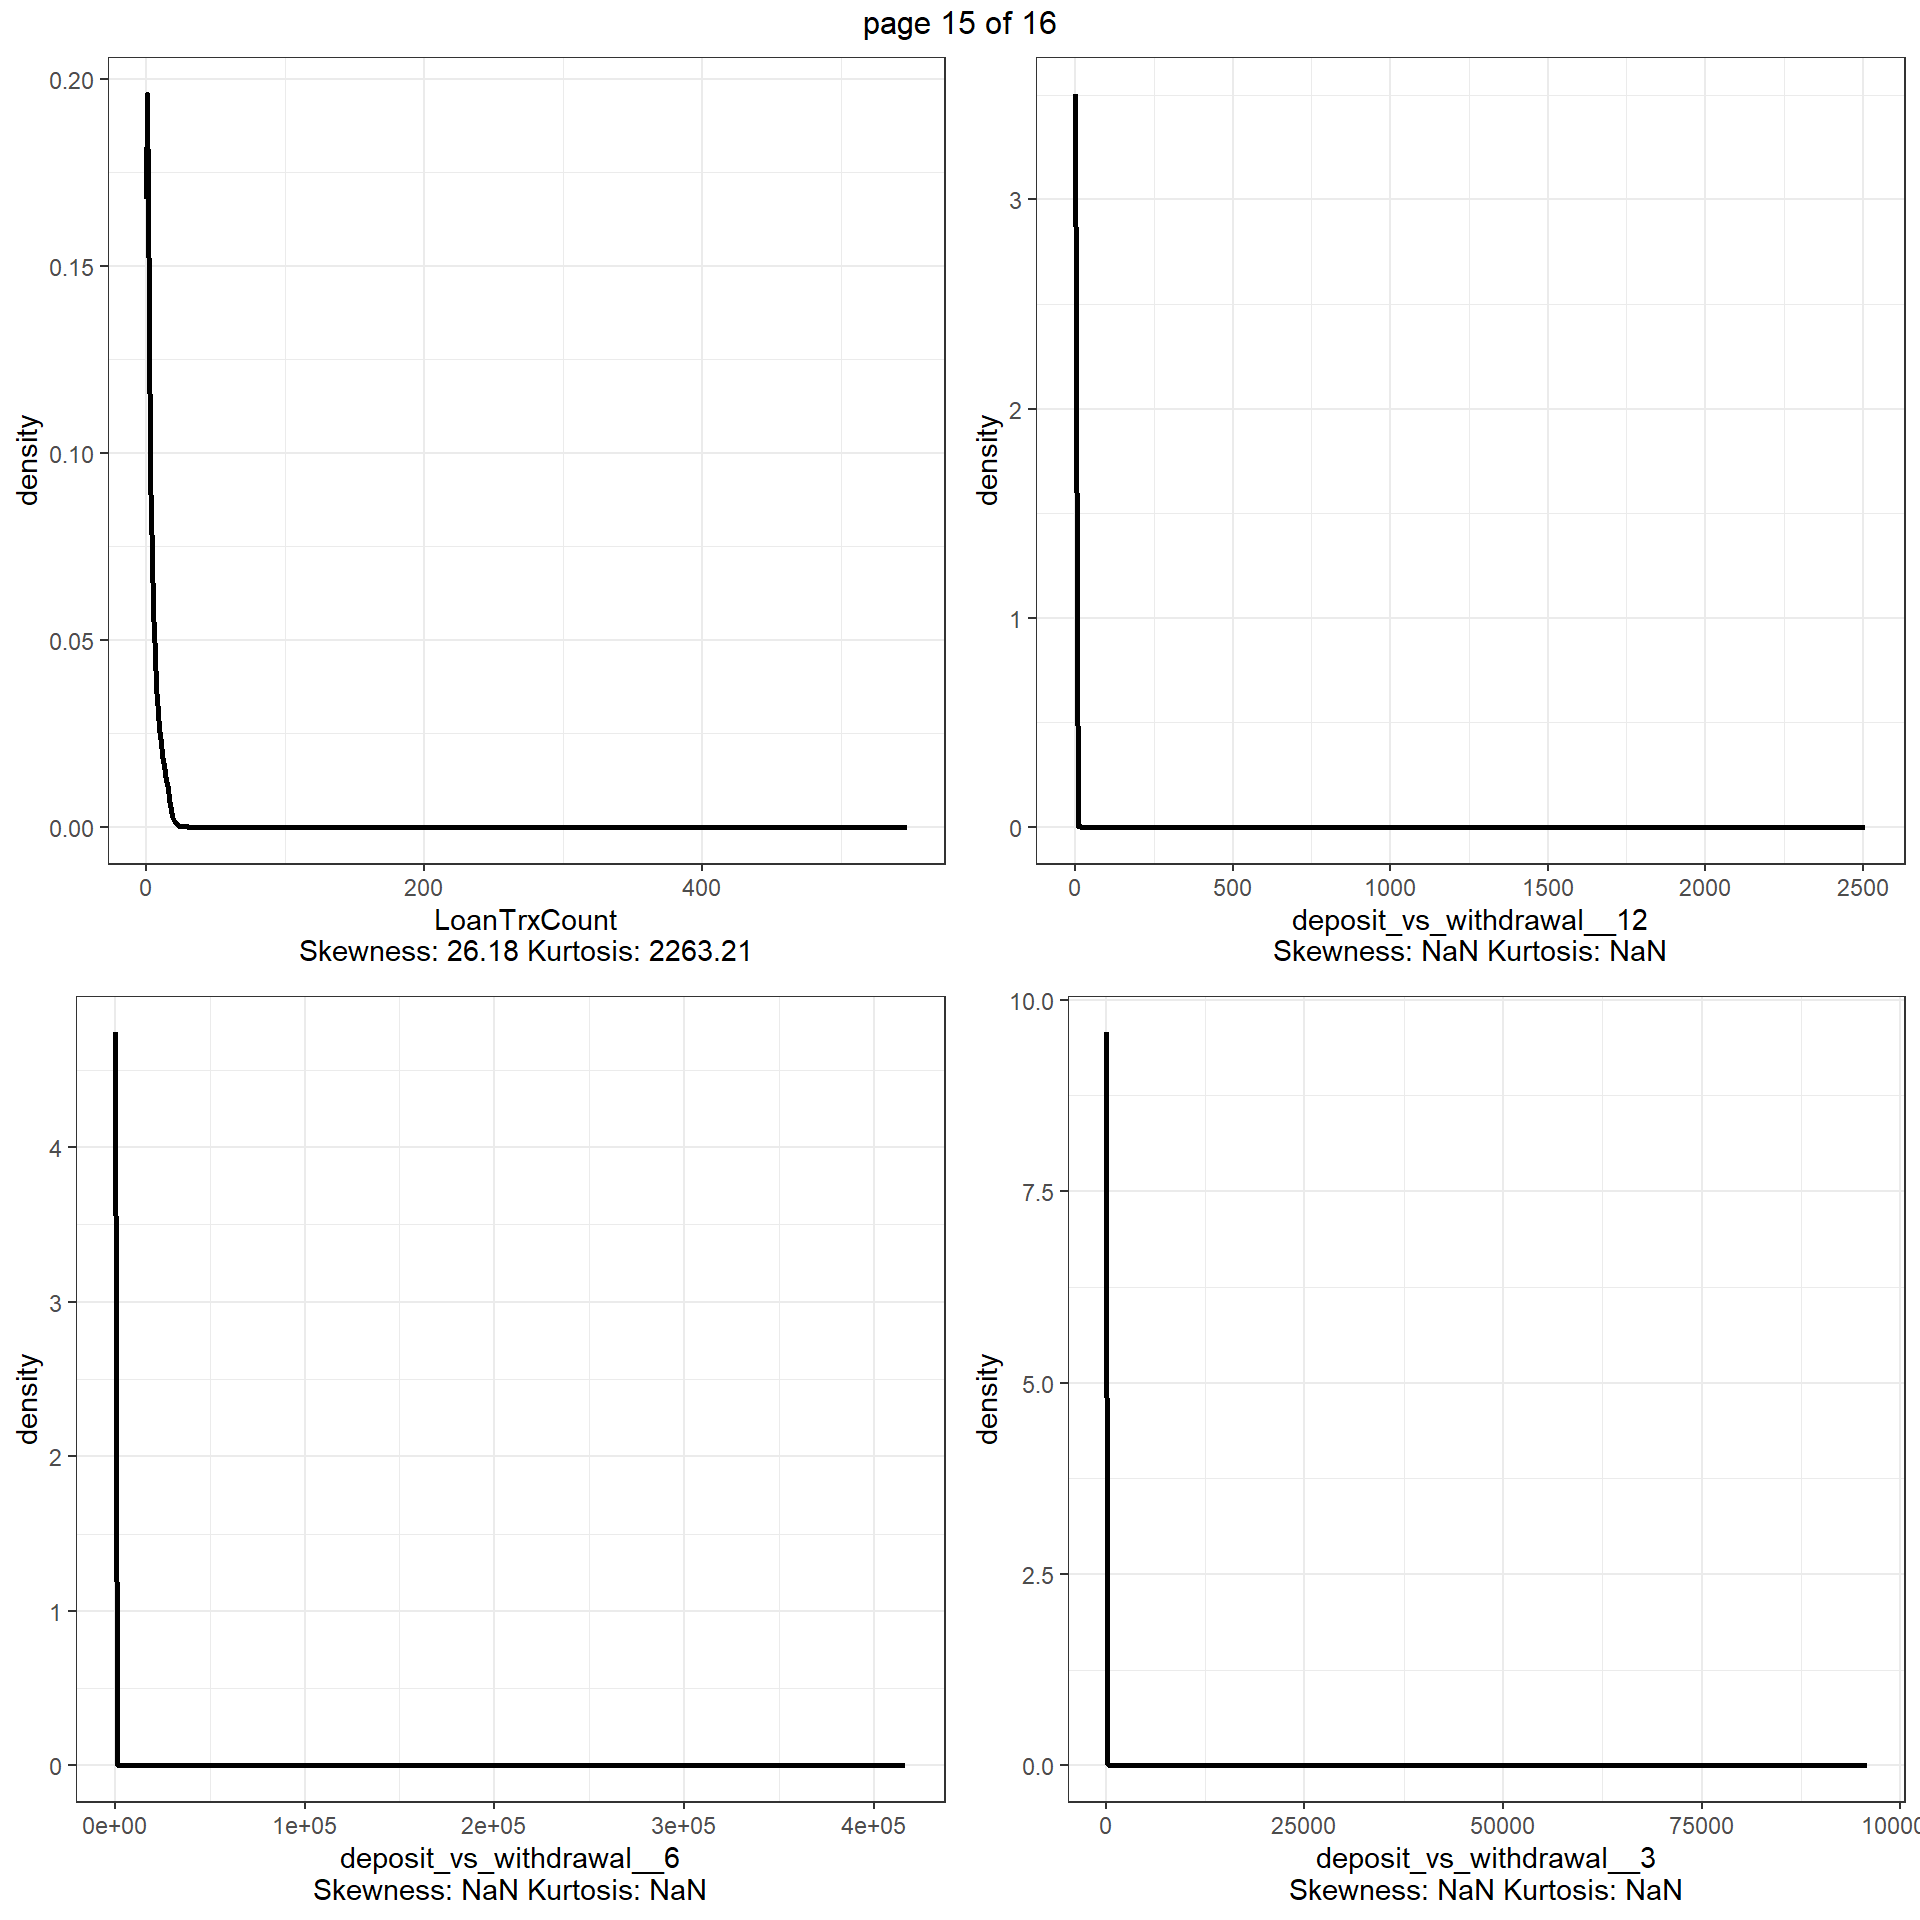 page 15 of 16
0.20
0.15
0.10
0.05
0.00
density
0 200 400
LoanTrxCount
Skewness: 26.18 Kurtosis: 2263.21
3
2
1
0
density
0 500 1000 1500 2000 2500
deposit_vs_withdrawal__12
Skewness: NaN Kurtosis: NaN
4
3
2
1
0
density
0e+00 1e+05 2e+05 3e+05 4e+05
deposit_vs_withdrawal__6
Skewness: NaN Kurtosis: NaN
10.0
7.5
5.0
2.5
0.0
density
0 25000 50000 75000 10000
deposit_vs_withdrawal__3
Skewness: NaN Kurtosis: NaN